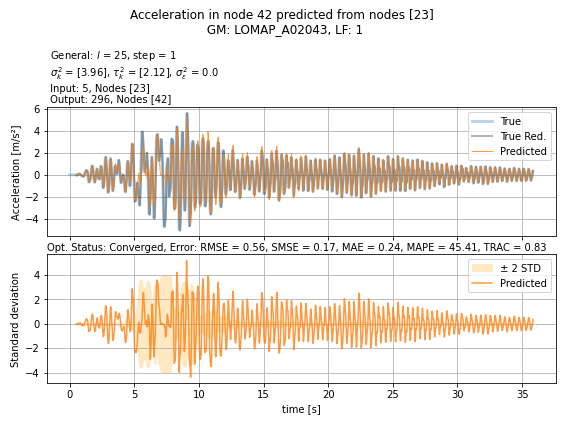 Acceleration in node 42 predicted from nodes [23]
GM: LOMAP_A02043, LF: 1
General: l = 25, step = 1
σ²ₖ = [3.96], τ²ₖ = [2.12], σ²ε = 0.0
Input: 5, Nodes [23]
Output: 296, Nodes [42]
6
4
2
0
−2
−4
Acceleration [m/s²]
True
True Red.
Predicted
Opt. Status: Converged, Error: RMSE = 0.56, SMSE = 0.17, MAE = 0.24, MAPE = 45.41, TRAC = 0.83
4
2
0
−2
−4
Standard deviation
± 2 STD
Predicted
0 5 10 15 20 25 30 35
time [s]